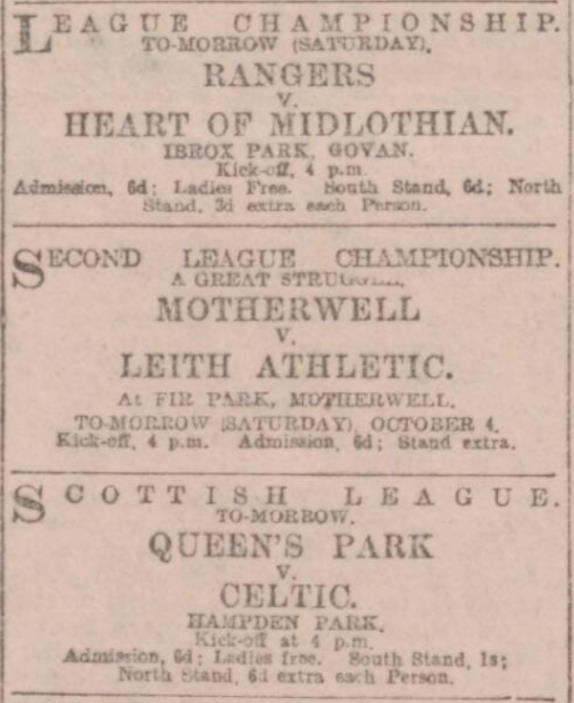 LEAGUE CHAMPIONSHIP.
TO-MORROW (SATURDAY),
RANGERS
v.
HEART OF MIDLOTHIAN.
IBROX PARK, GOVAN.
Kick-off, 4 p.m.
Admission, 6d; Ladies Free. South Stand, 6d; North
Stand, 3d extra each Person.
SECOND LEAGUE CHAMPIONSHIP.
A GREAT STRUGGLE,
MOTHERWELL
V.
LEITH ATHLETIC.
At FIR PARK, MOTHERWELL,
TO-MORROW (SATURDAY), OCTOBER 4.
Kick-off, 4 p.m. Admission, 6d; Stand extra.
SCOTTISH LEAGUE.
TO-MORROW.
QUEEN'S PARK
V.
CELTIC.
HAMPDEN PARK.
Kick-off at 4 p.m.
Admission, 6d; Ladies free. South Stand, 1s;
North Stand, 6d extra each Person.